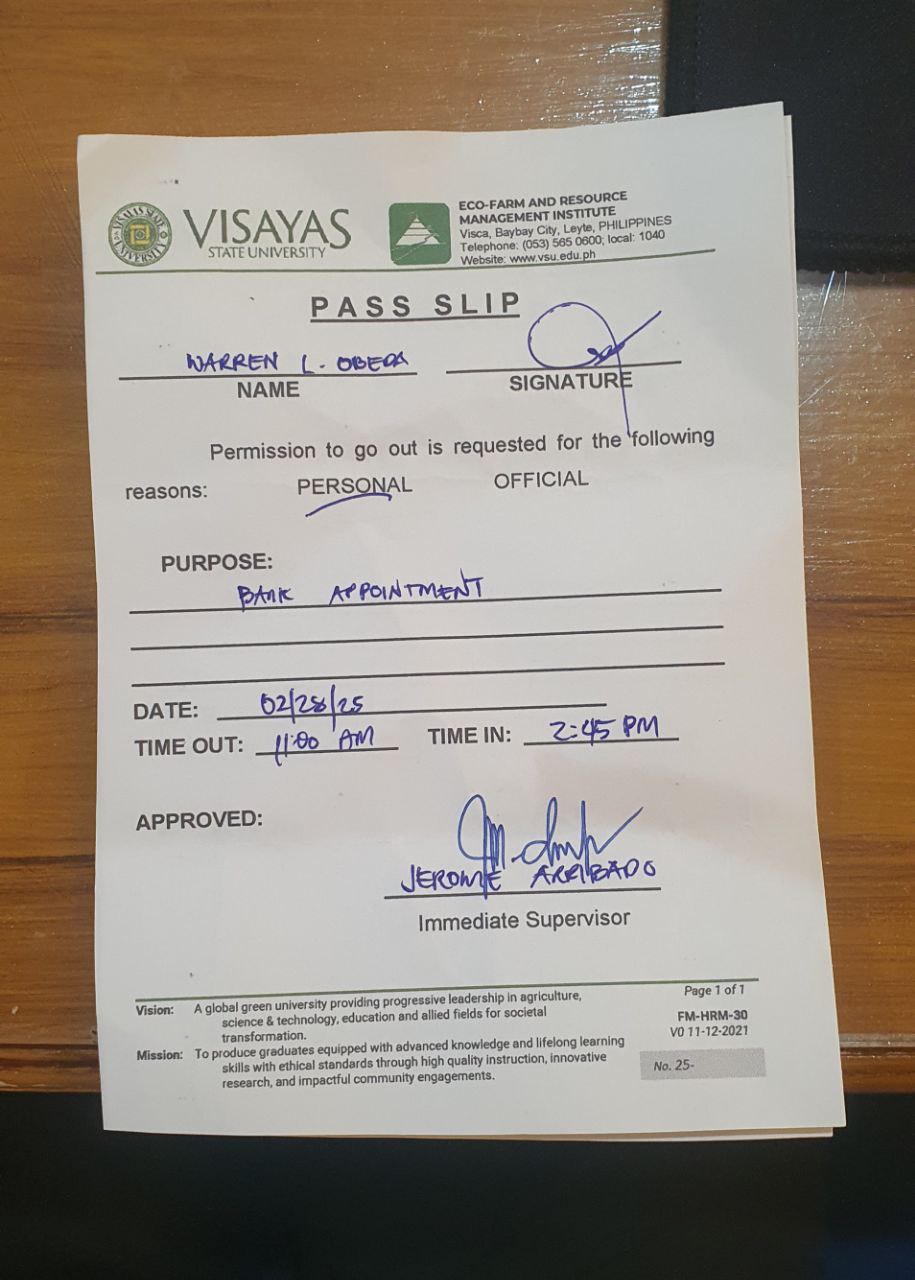 VISAYAS
STATE UNIVERSITY
ECO-FARM AND RESOURCE
MANAGEMENT INSTITUTE
Visca, Baybay City, Leyte, PHILIPPINES
Telephone: (053) 565 0600; local: 1040
Website: www.vsu.edu.ph
PASS SLIP
WARREN L. OBEDA
NAME
SIGNATURE
Permission to go out is requested for the following
reasons: PERSONAL OFFICIAL
PURPOSE:
BANK APPOINTMENT
DATE: 02/28/25
TIME OUT: 11:00 AM TIME IN: 2:45 PM
APPROVED:
JEROME ARRIBADO
Immediate Supervisor
Vision: A global green university providing progressive leadership in agriculture,
science & technology, education and allied fields for societal
transformation.
Mission: To produce graduates equipped with advanced knowledge and lifelong learning
skills with ethical standards through high quality instruction, innovative
research, and impactful community engagements.
Page 1 of 1
FM-HRM-30
V0 11-12-2021
No. 25-